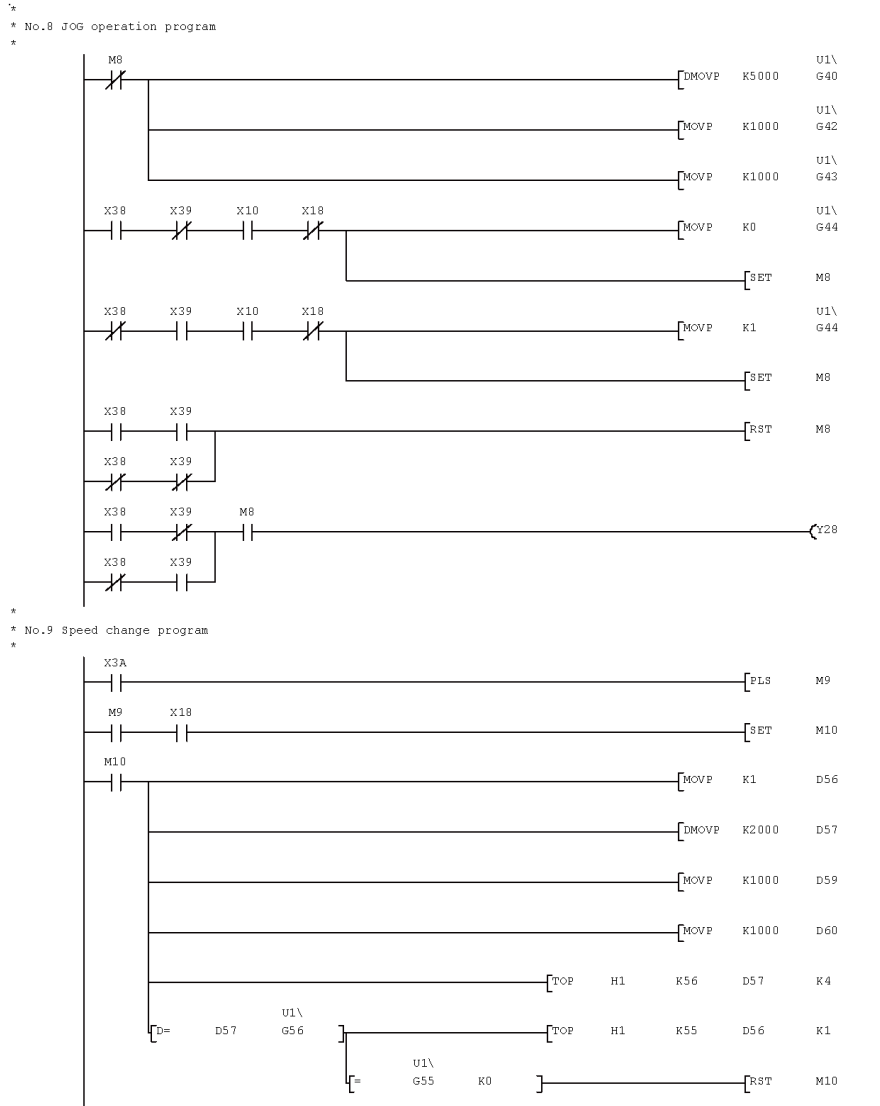 *
* No.8 JOG operation program
*
M8 U1\
DMOVP K5000 G40
U1\
MOVP K1000 G42
U1\
MOVP K1000 G43
X38 X39 X10 X18 U1\
MOVP K0 G44
SET M8
X38 X39 X10 X18 U1\
MOVP K1 G44
SET M8
X38 X39
RST M8
X38 X39
X38 X39 M8
Y28
X38 X39
*
* No.9 Speed change program
*
X3A
PLS M9
M9 X18
SET M10
M10
MOVP K1 D56
DMOVP K2000 D57
MOVP K1000 D59
MOVP K1000 D60
TOP H1 K56 D57 K4
U1\
D= D57 G56 TOP H1 K55 D56 K1
U1\
= G55 K0 RST M10